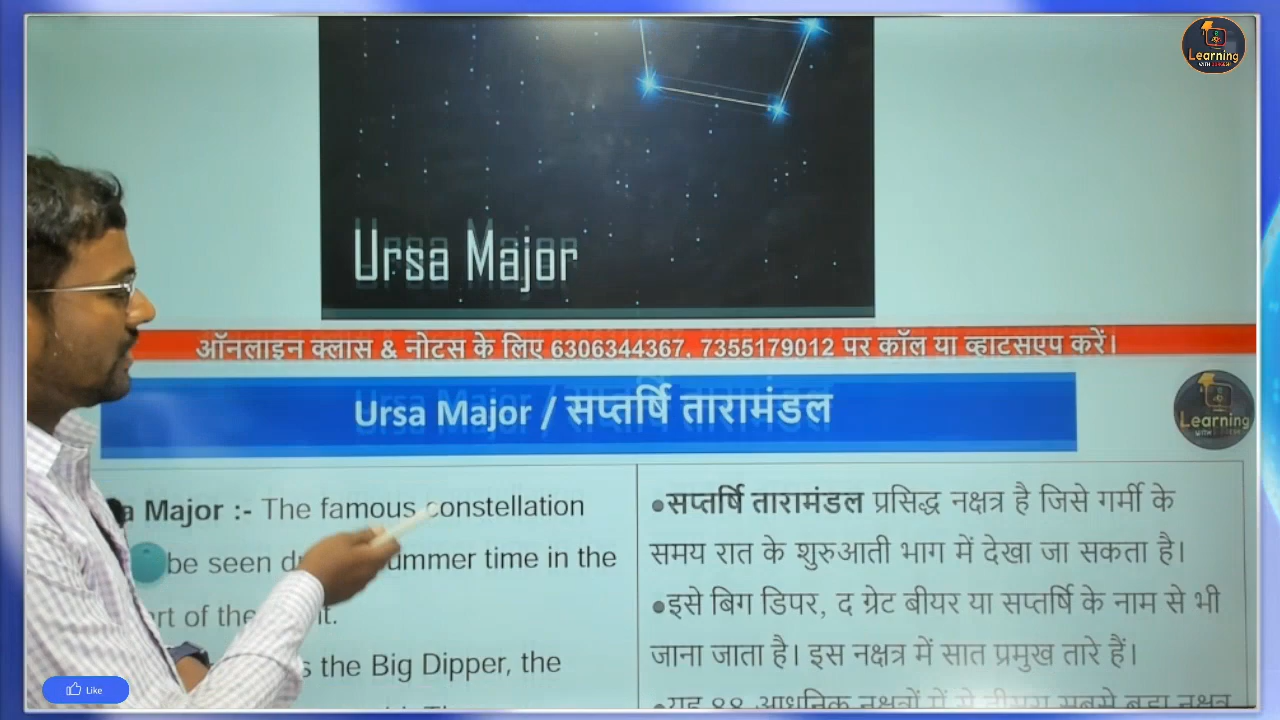 Learning
Ursa Major
ऑनलाइन क्लास & नोटस के लिए 6306344367, 7355179012 पर कॉल या व्हाटसएप करें।
Ursa Major / सप्तर्षि तारामंडल
Learning
a Major :- The famous constellation
be seen summer time in the
rt of the
the Big Dipper, the
●सप्तर्षि तारामंडल प्रसिद्ध नक्षत्र है जिसे गर्मी के
समय रात के शुरुआती भाग में देखा जा सकता है।
●इसे बिग डिपर, द ग्रेट बीयर या सप्तर्षि के नाम से भी
जाना जाता है। इस नक्षत्र में सात प्रमुख तारे हैं।
Like